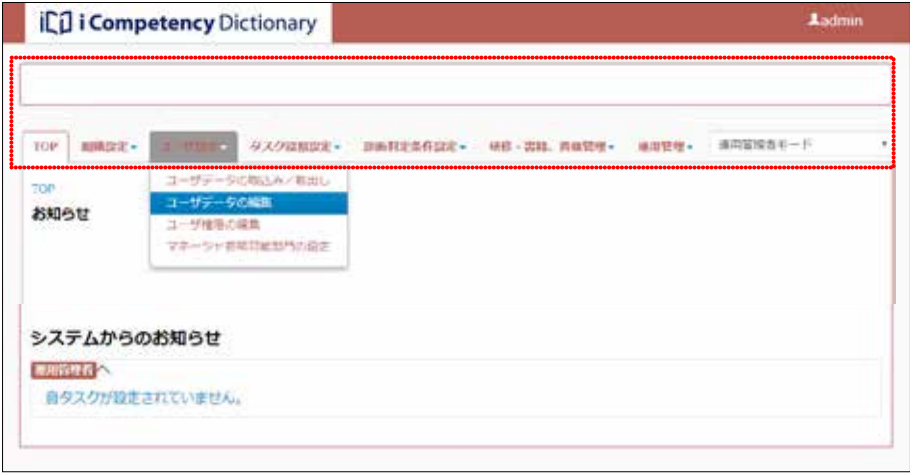 i Competency Dictionary
admin
TOP 組織設定 ユーザ設定 タスク診断設定 診断判定条件設定 研修・書籍、資格管理 運用管理 運用管理者モード
ユーザデータの取込み/取出し
TOP
ユーザデータの編集
お知らせ
ユーザ権限の編集
マネージャ参照可能部門の設定
システムからのお知らせ
運用管理者へ
自タスクが設定されていません。